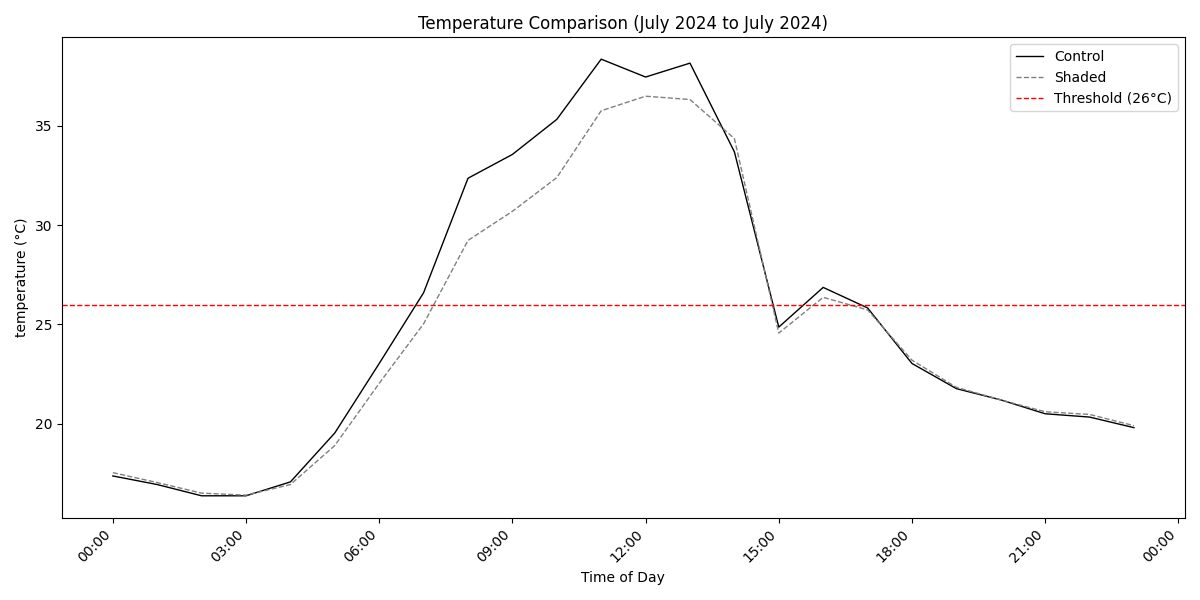 Temperature Comparison (July 2024 to July 2024)
Control
Shaded
Threshold (26°C)
temperature (°C)
35
30
25
20
00:00
03:00
06:00
09:00
12:00
15:00
18:00
21:00
00:00
Time of Day